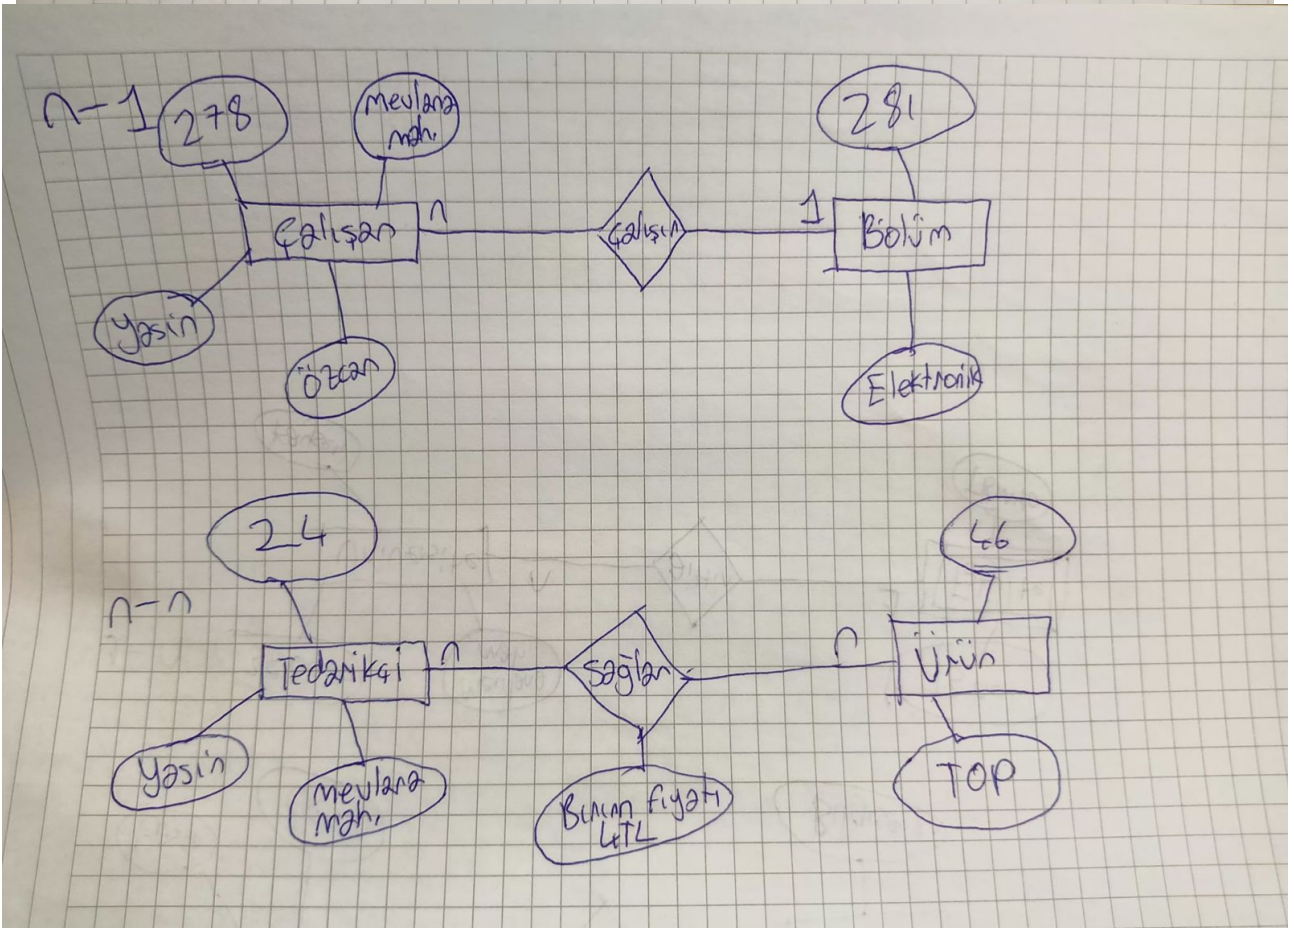 n-1
278
mevlana
mah.
281
Çalışan
n
Çalışır
1
Bölüm
Yasin
Özcan
Elektronik
24
46
n-n
Tedarikçi
n
Sağlar
n
Ürün
Yasin
mevlana
mah.
Birim fiyatı
4TL
TOP